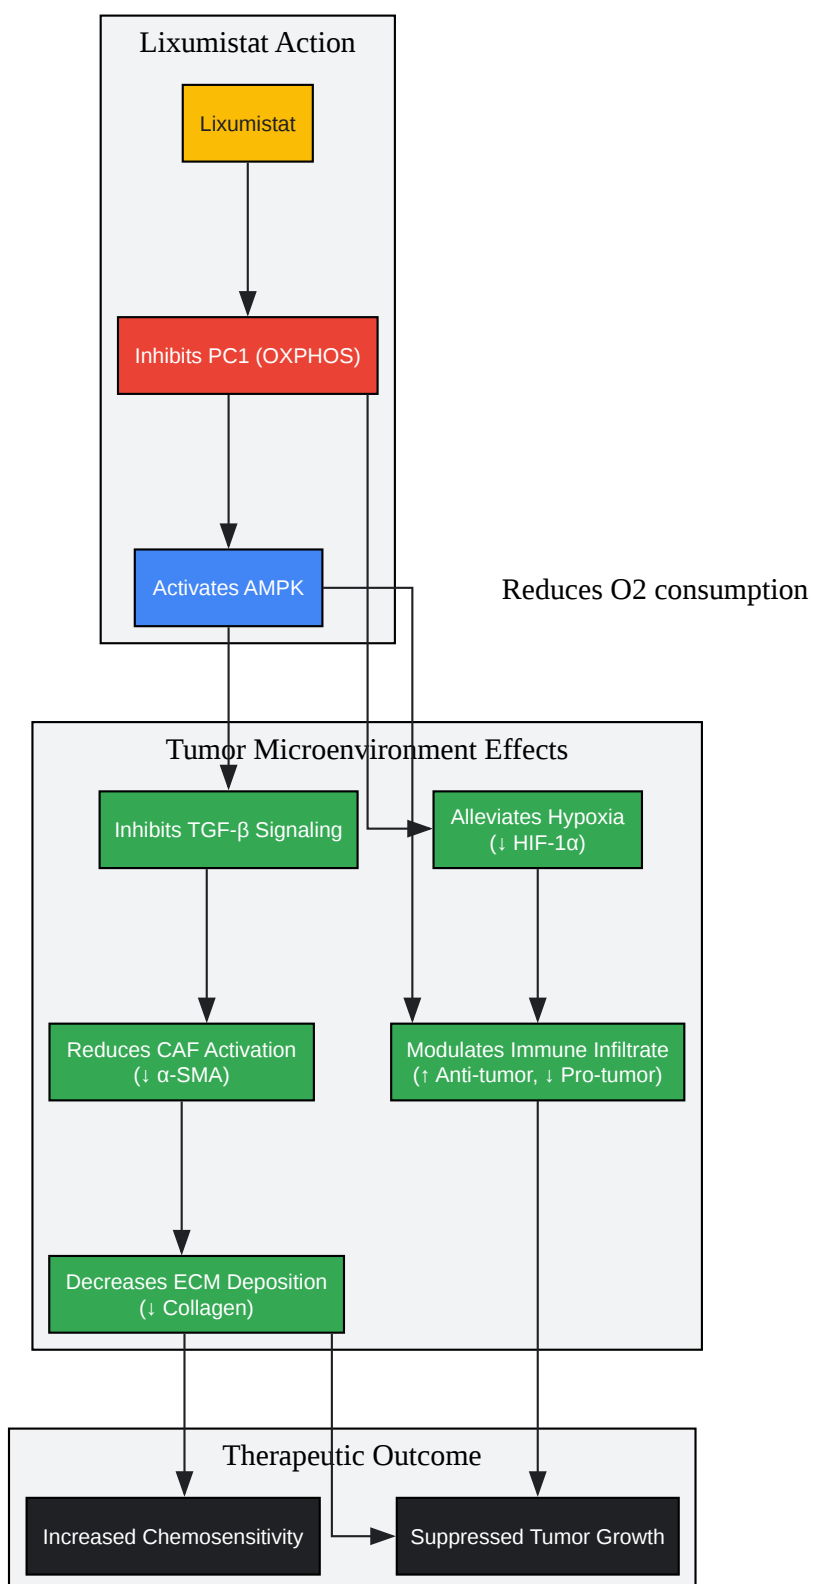 Lixumistat Action
Lixumistat
Inhibits PC1 (OXPHOS)
Activates AMPK
Reduces O2 consumption
Tumor Microenvironment Effects
Inhibits TGF-β Signaling
Alleviates Hypoxia
(↓ HIF-1α)
Reduces CAF Activation
(↓ α-SMA)
Modulates Immune Infiltrate
(↑ Anti-tumor, ↓ Pro-tumor)
Decreases ECM Deposition
(↓ Collagen)
Therapeutic Outcome
Increased Chemosensitivity
Suppressed Tumor Growth